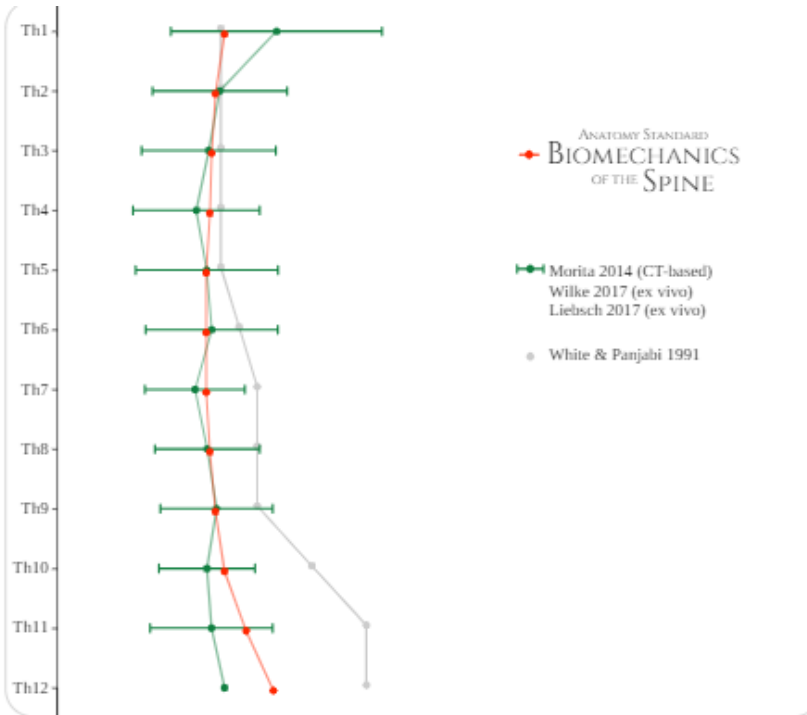 Th1
Th2
Th3
Th4
Th5
Th6
Th7
Th8
Th9
Th10
Th11
Th12
ANATOMY STANDARD
BIOMECHANICS
OF THE SPINE
Morita 2014 (CT-based)
Wilke 2017 (ex vivo)
Liebsch 2017 (ex vivo)
White & Panjabi 1991